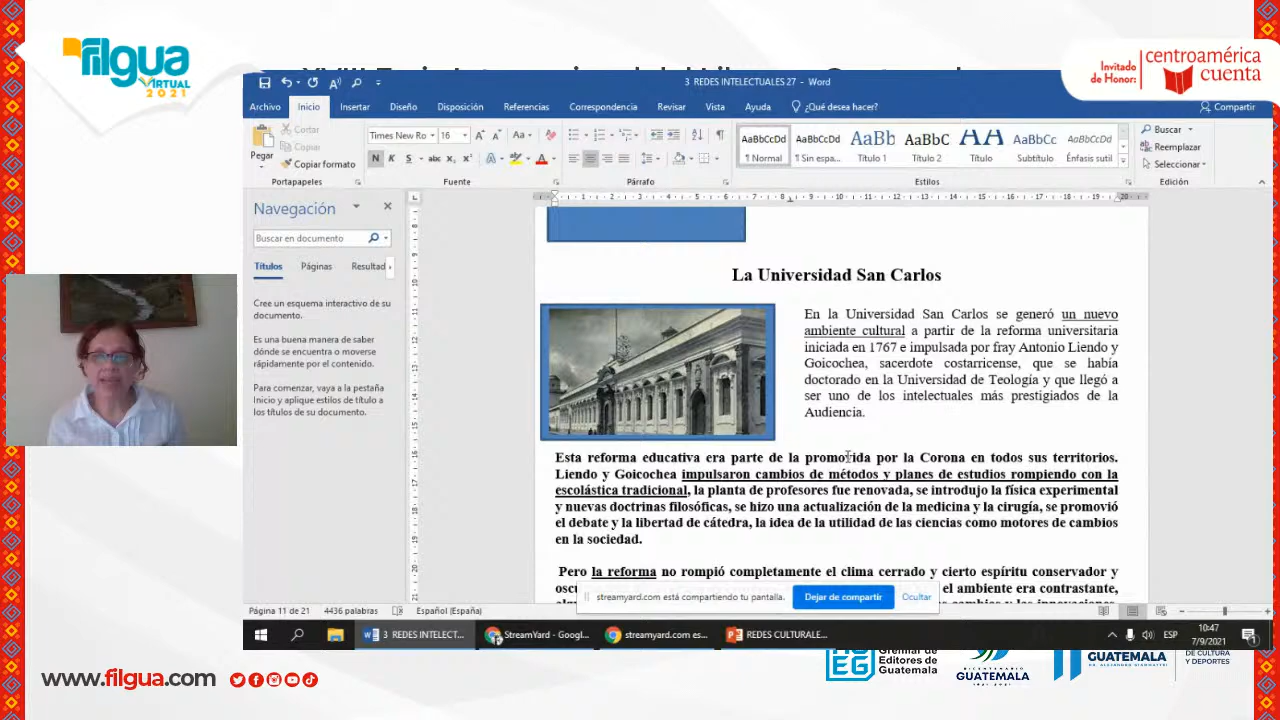 filgua
VIRTUAL
2021
Invitado
de Honor:
centroamérica
cuenta
3 REDES INTELECTUALES 27 - Word
Archivo Inicio Insertar Diseño Disposición Referencias Correspondencia Revisar Vista Ayuda ¿Qué desea hacer? Compartir
Pegar
Cortar
Copiar
Copiar formato
Times New Ro 16
AaBbCcDd AaBbCcDd AaBb AaBbCc AA AaBbCc AaBbCcDd
¶ Normal ¶ Sin espa... Título 1 Título 2 Título Subtítulo Énfasis sutil
Buscar
Reemplazar
Seleccionar
Portapapeles Fuente Párrafo Estilos Edición
Navegación
Buscar en documento
Títulos Páginas Resultad
Cree un esquema interactivo de su
documento.
Es una buena manera de saber
dónde se encuentra o moverse
rápidamente por el contenido.
Para comenzar, vaya a la pestaña
Inicio y aplique estilos de título a
los títulos de su documento.
La Universidad San Carlos
En la Universidad San Carlos se generó un nuevo
ambiente cultural a partir de la reforma universitaria
iniciada en 1767 e impulsada por fray Antonio Liendo y
Goicochea, sacerdote costarricense, que se había
doctorado en la Universidad de Teología y que llegó a
ser uno de los intelectuales más prestigiados de la
Audiencia.
Esta reforma educativa era parte de la promovida por la Corona en todos sus territorios.
Liendo y Goicochea impulsaron cambios de métodos y planes de estudios rompiendo con la
escolástica tradicional, la planta de profesores fue renovada, se introdujo la física experimental
y nuevas doctrinas filosóficas, se hizo una actualización de la medicina y la cirugía, se promovió
el debate y la libertad de cátedra, la idea de la utilidad de las ciencias como motores de cambios
en la sociedad.
Pero la reforma no rompió completamente el clima cerrado y cierto espíritu conservador y
el ambiente era contrastante,
streamyard.com está compartiendo tu pantalla. Dejar de compartir Ocultar
Página 11 de 21 4436 palabras Español (España)
3 REDES INTELECT... StreamYard - Googl... streamyard.com es... REDES CULTURALE...
ESP
10:47
7/9/2021
www.filgua.com
Gremial de
Editores de
Guatemala
BICENTENARIO
GUATEMALA
GUATEMALA
DE CULTURA
Y DEPORTES